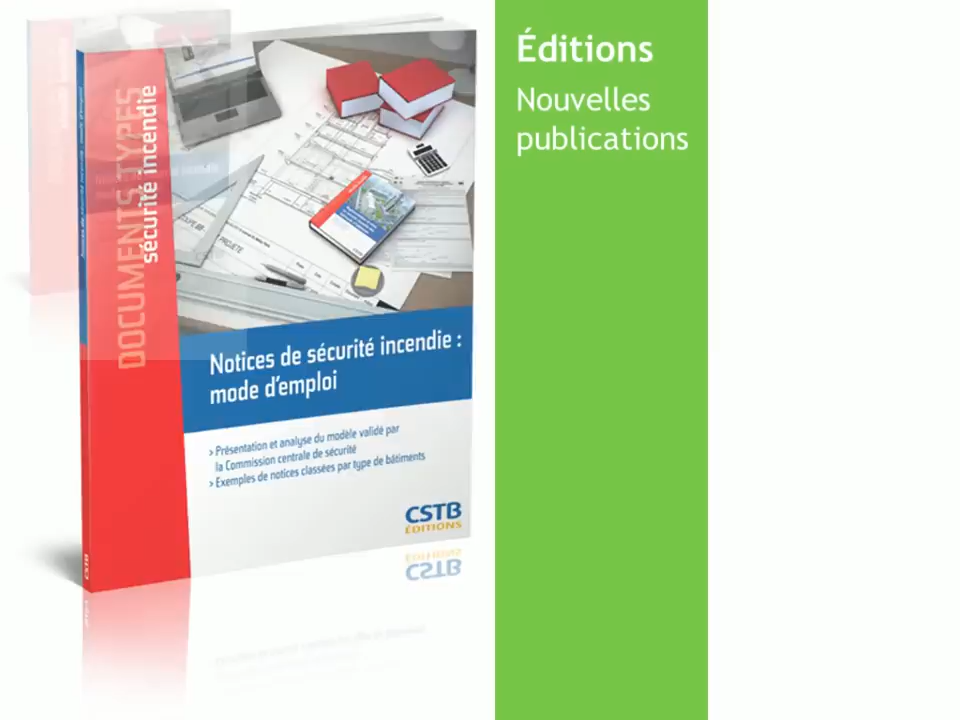 DOCUMENTS TYPES
sécurité incendie
Notices de sécurité incendie :
mode d'emploi
> Présentation et analyse du modèle validé par
la Commission centrale de sécurité
> Exemples de notices classées par type de bâtiments
CSTB
ÉDITIONS
CSTB
Éditions
Nouvelles
publications